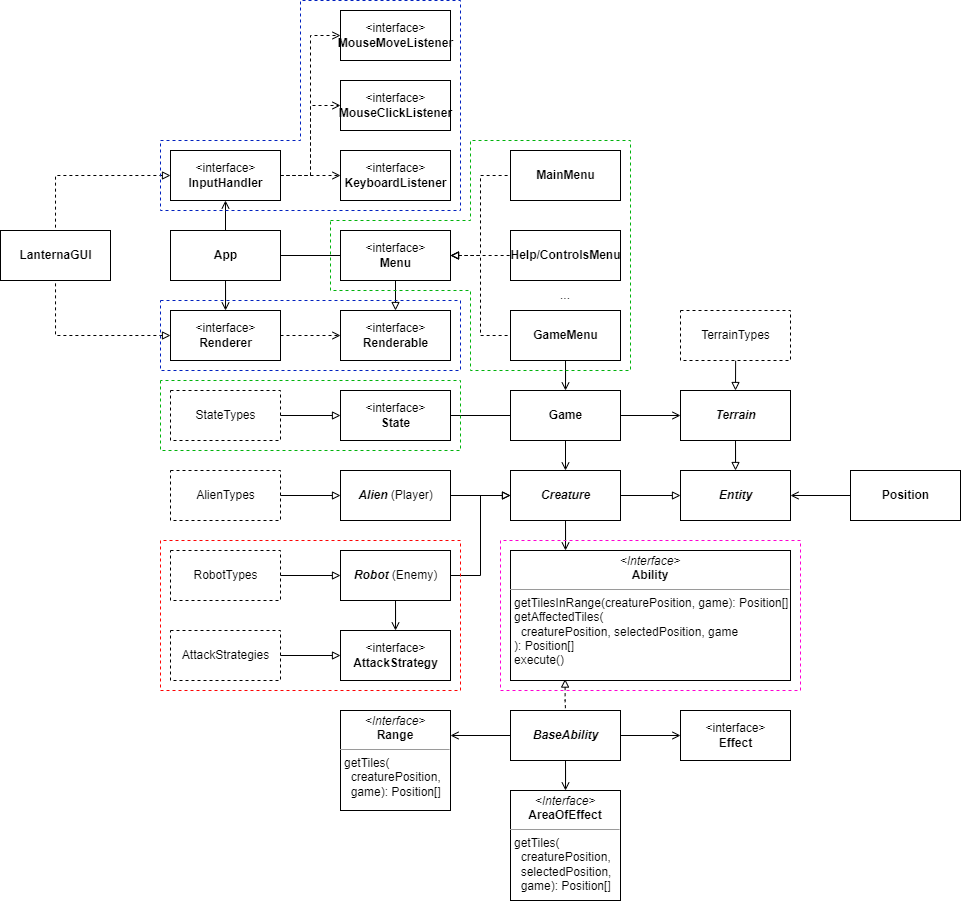 <interface>
MouseMoveListener
<interface>
MouseClickListener
<interface>
InputHandler
<interface>
KeyboardListener
MainMenu
LanternaGUI
App
<interface>
Menu
Help/ControlsMenu
...
<interface>
Renderer
<interface>
Renderable
GameMenu
TerrainTypes
StateTypes
<interface>
State
Game
Terrain
AlienTypes
Alien (Player)
Creature
Entity
Position
RobotTypes
Robot (Enemy)
<Interface>
Ability
getTilesInRange(creaturePosition, game): Position[]
getAffectedTiles(
creaturePosition, selectedPosition, game
): Position[]
execute()
AttackStrategies
<interface>
AttackStrategy
<Interface>
Range
getTiles(
creaturePosition,
game): Position[]
BaseAbility
<interface>
Effect
<Interface>
AreaOfEffect
getTiles(
creaturePosition,
selectedPosition,
game): Position[]